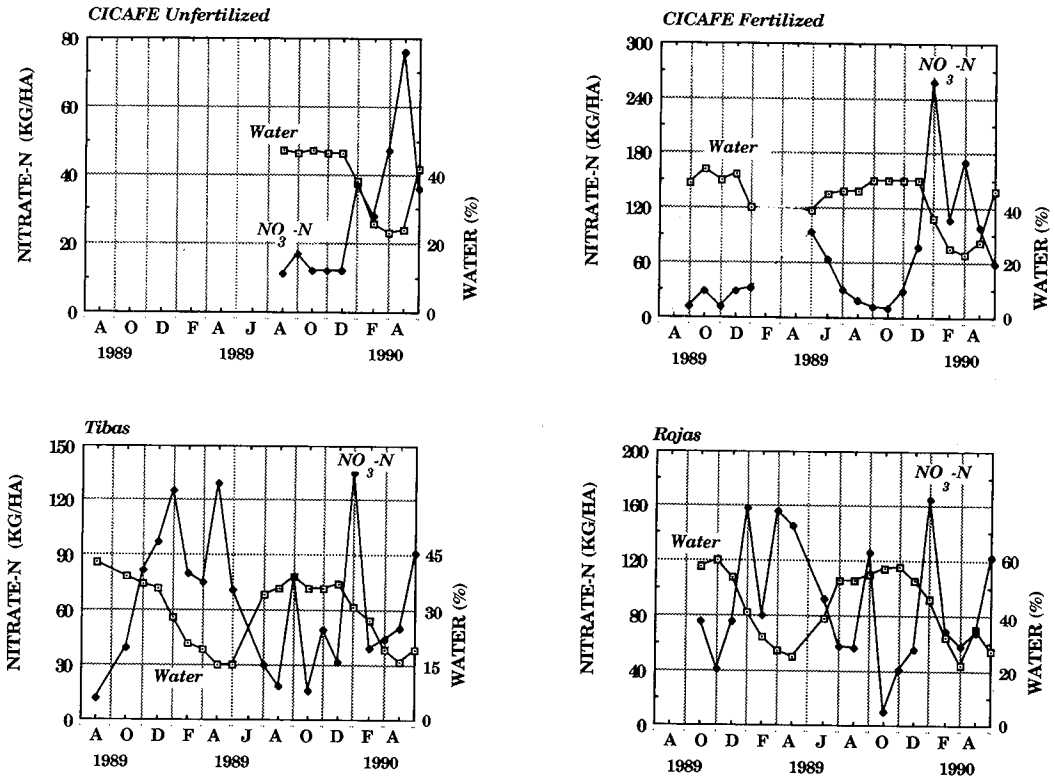 CICAFE Unfertilized
NITRATE-N (KG/HA)
80
60
40
20
0
Water
NO3-N
40
20
0
WATER (%)
A O D F A J A O D F A
1989 1989 1990
CICAFE Fertilized
NITRATE-N (KG/HA)
300
240
180
120
60
0
NO3-N
Water
40
20
0
WATER (%)
A O D F J A O D F A
1989 1989 1990
Tibas
NITRATE-N (KG/HA)
150
120
90
60
30
0
NO3-N
Water
45
30
15
0
WATER (%)
A O D F A J A O D F A
1989 1989 1990
Rojas
NITRATE-N (KG/HA)
200
160
120
80
40
0
NO3-N
Water
60
40
20
0
WATER (%)
A O D F A J A O D F A
1989 1989 1990